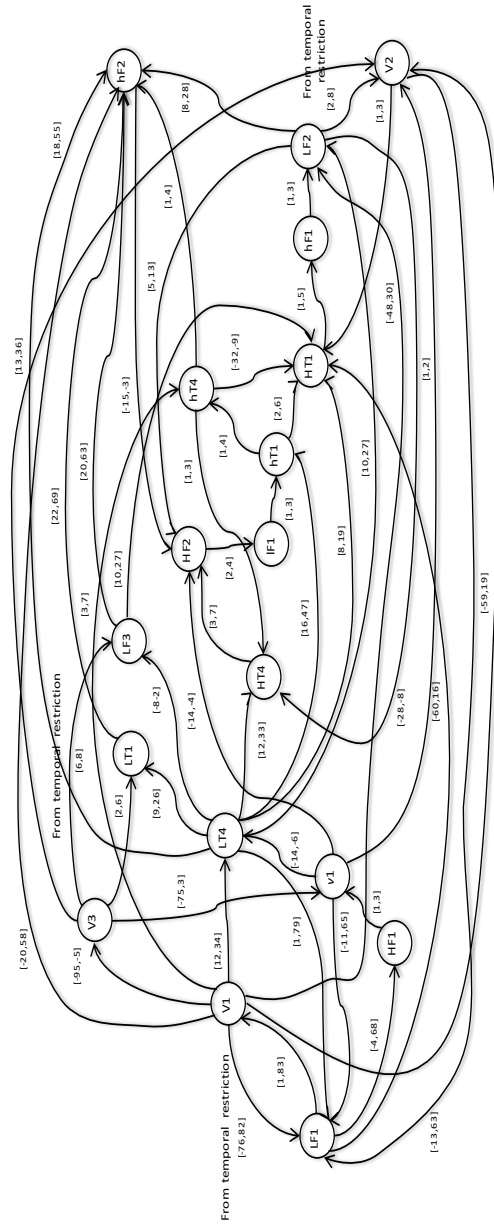 From temporal
restriction
hF2
V2
[18,55]
[8,28]
[2,8]
[1,3]
LF2
[1,4]
[1,3]
[5,13]
hF1
[-48,30]
[13,36]
[1,5]
[20,63]
[-15,-3]
hT4
[-32,-9]
HT1
[1,2]
[22,69]
[1,3]
[1,4]
[2,6]
hT1
[10,27]
[-59,19]
[10,27]
HF2
[2,4]
lF1
[1,3]
[8,19]
[3,7]
LF3
[3,7]
[16,47]
From temporal restriction
[6,8]
[-8-2]
[-14,-4]
HT4
[-28,-8]
[-60,16]
LT1
[12,33]
[2,6]
[9,26]
LT4
[-14,-6]
v1
[-75,3]
V3
[1,79]
[-11,65]
[1,3]
HF1
[-20,58]
[-95,-5]
[12,34]
V1
[-4,68]
[1,83]
From temporal restriction
[-76,82]
LF1
[-13,63]